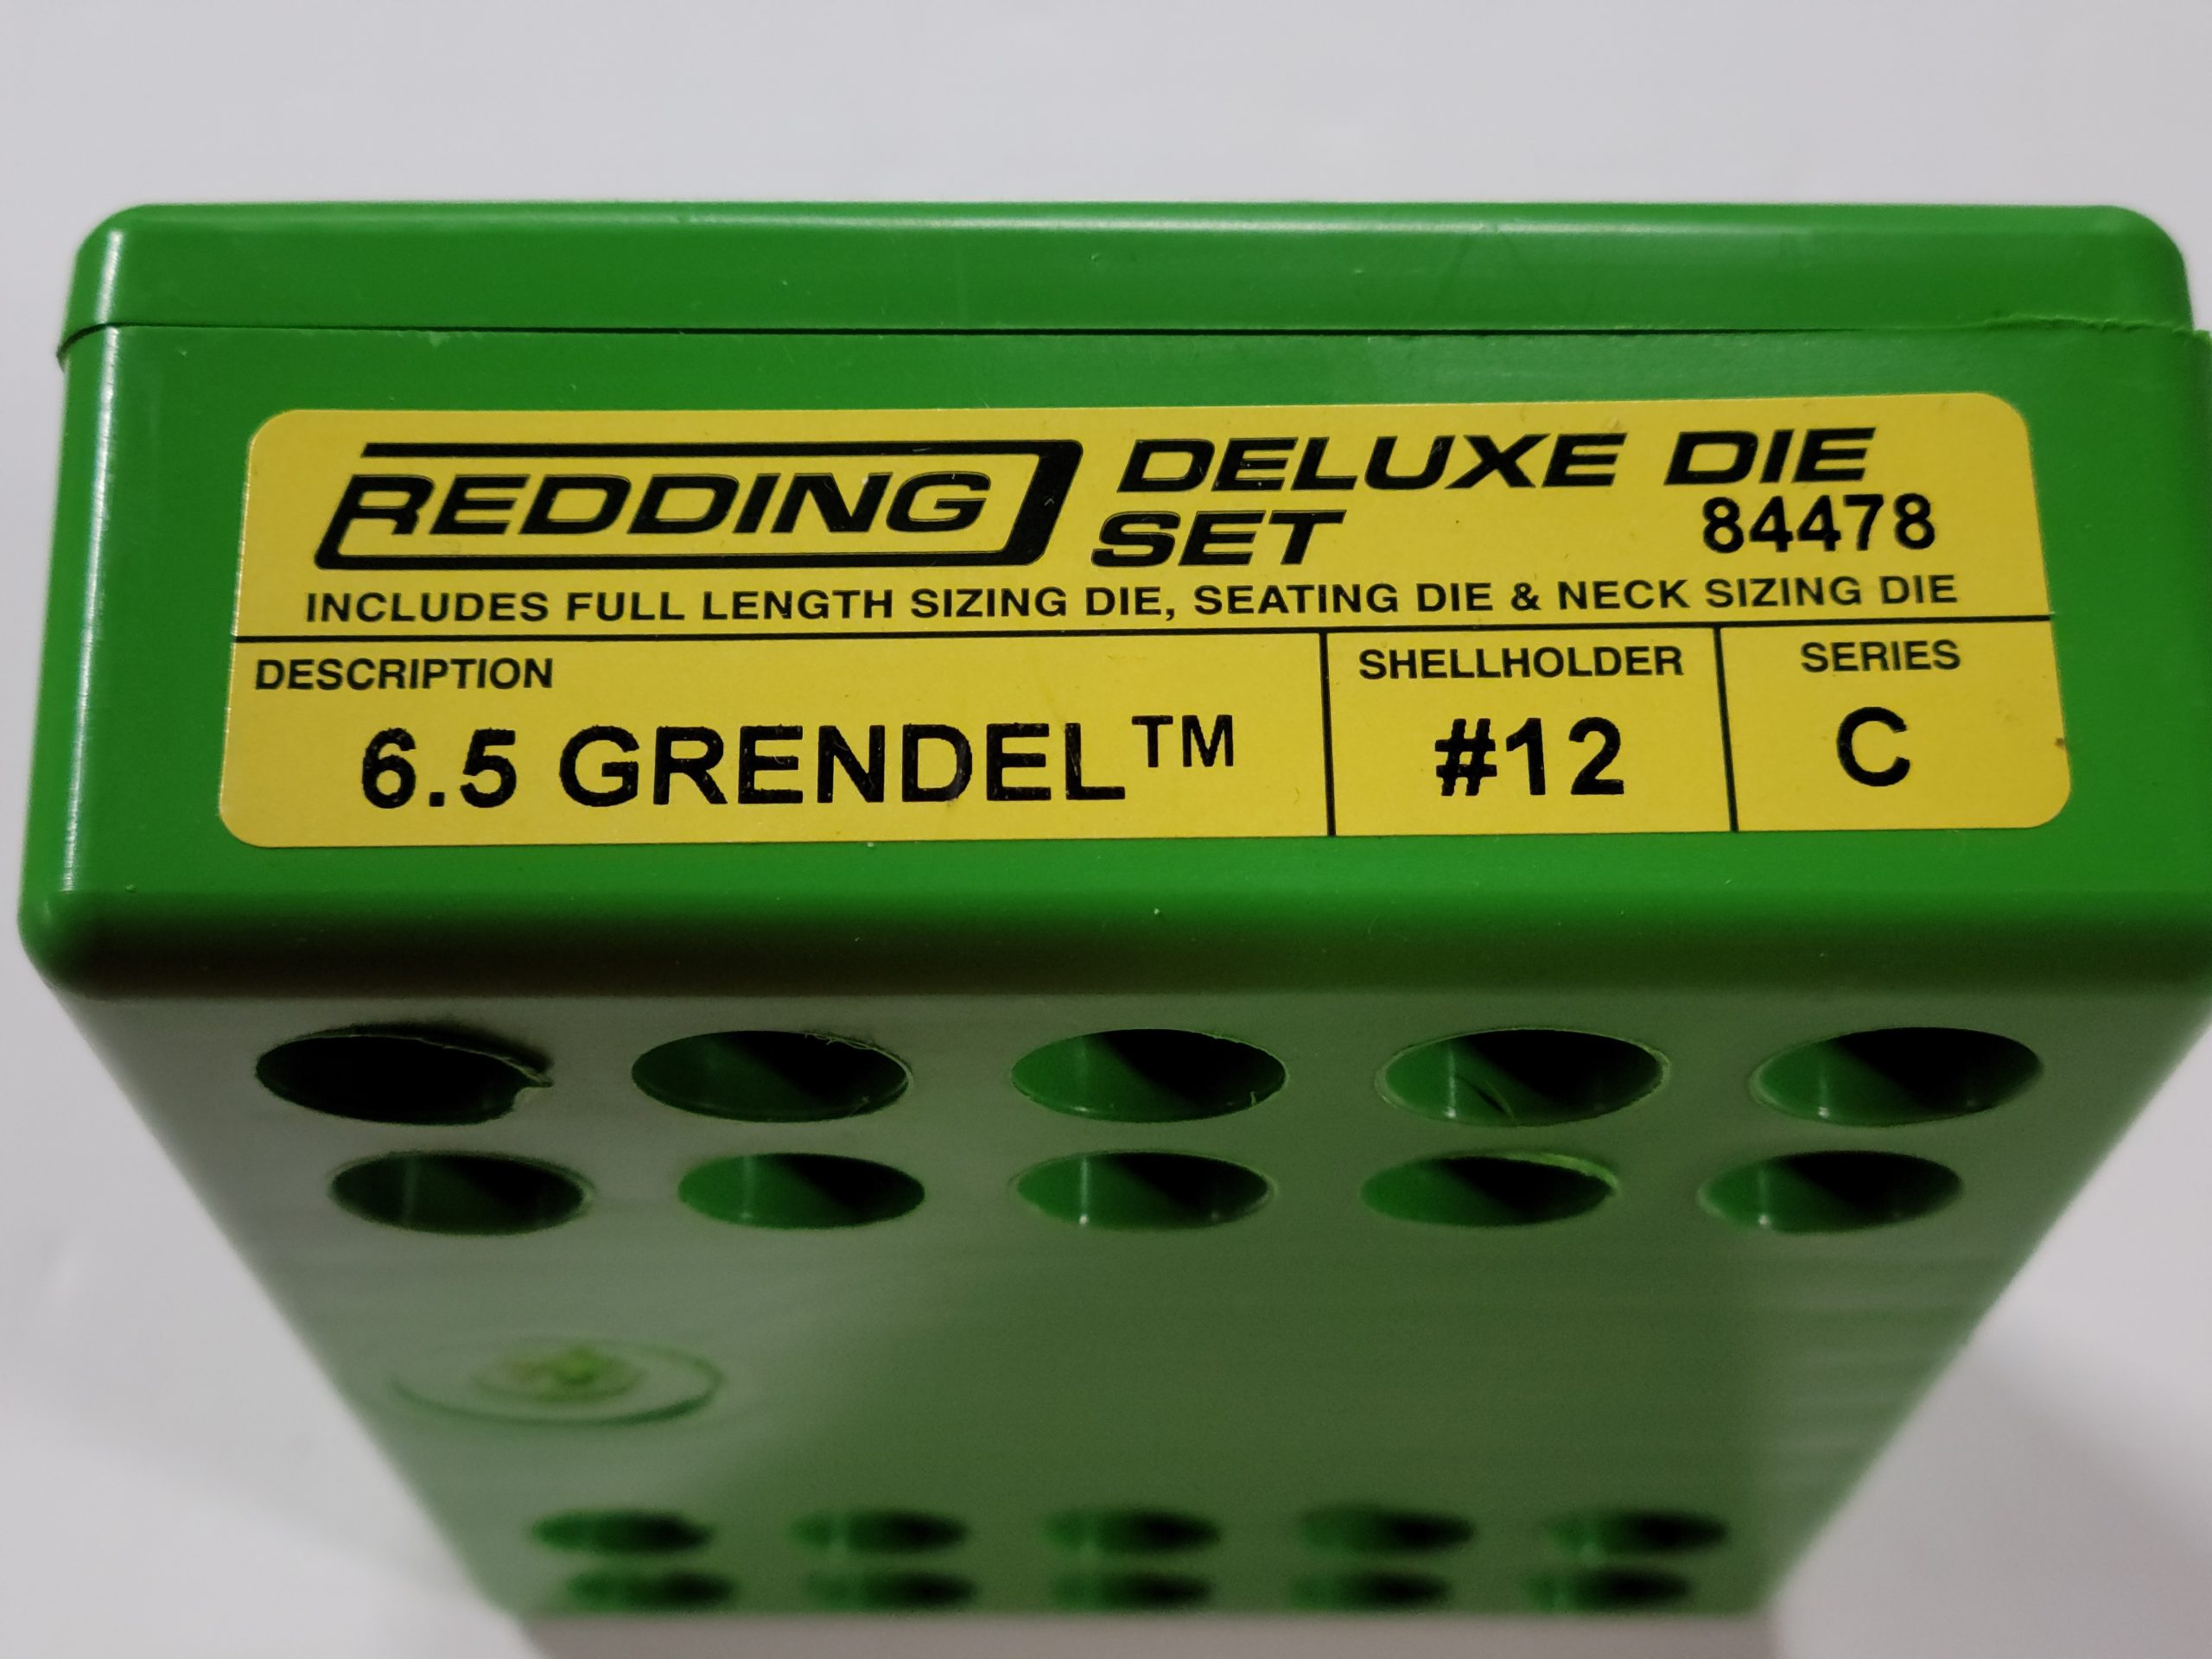 REDDING DELUXE DIE
SET 84478
INCLUDES FULL LENGTH SIZING DIE, SEATING DIE & NECK SIZING DIE
DESCRIPTION SHELLHOLDER SERIES
6.5 GRENDEL™ #12 C